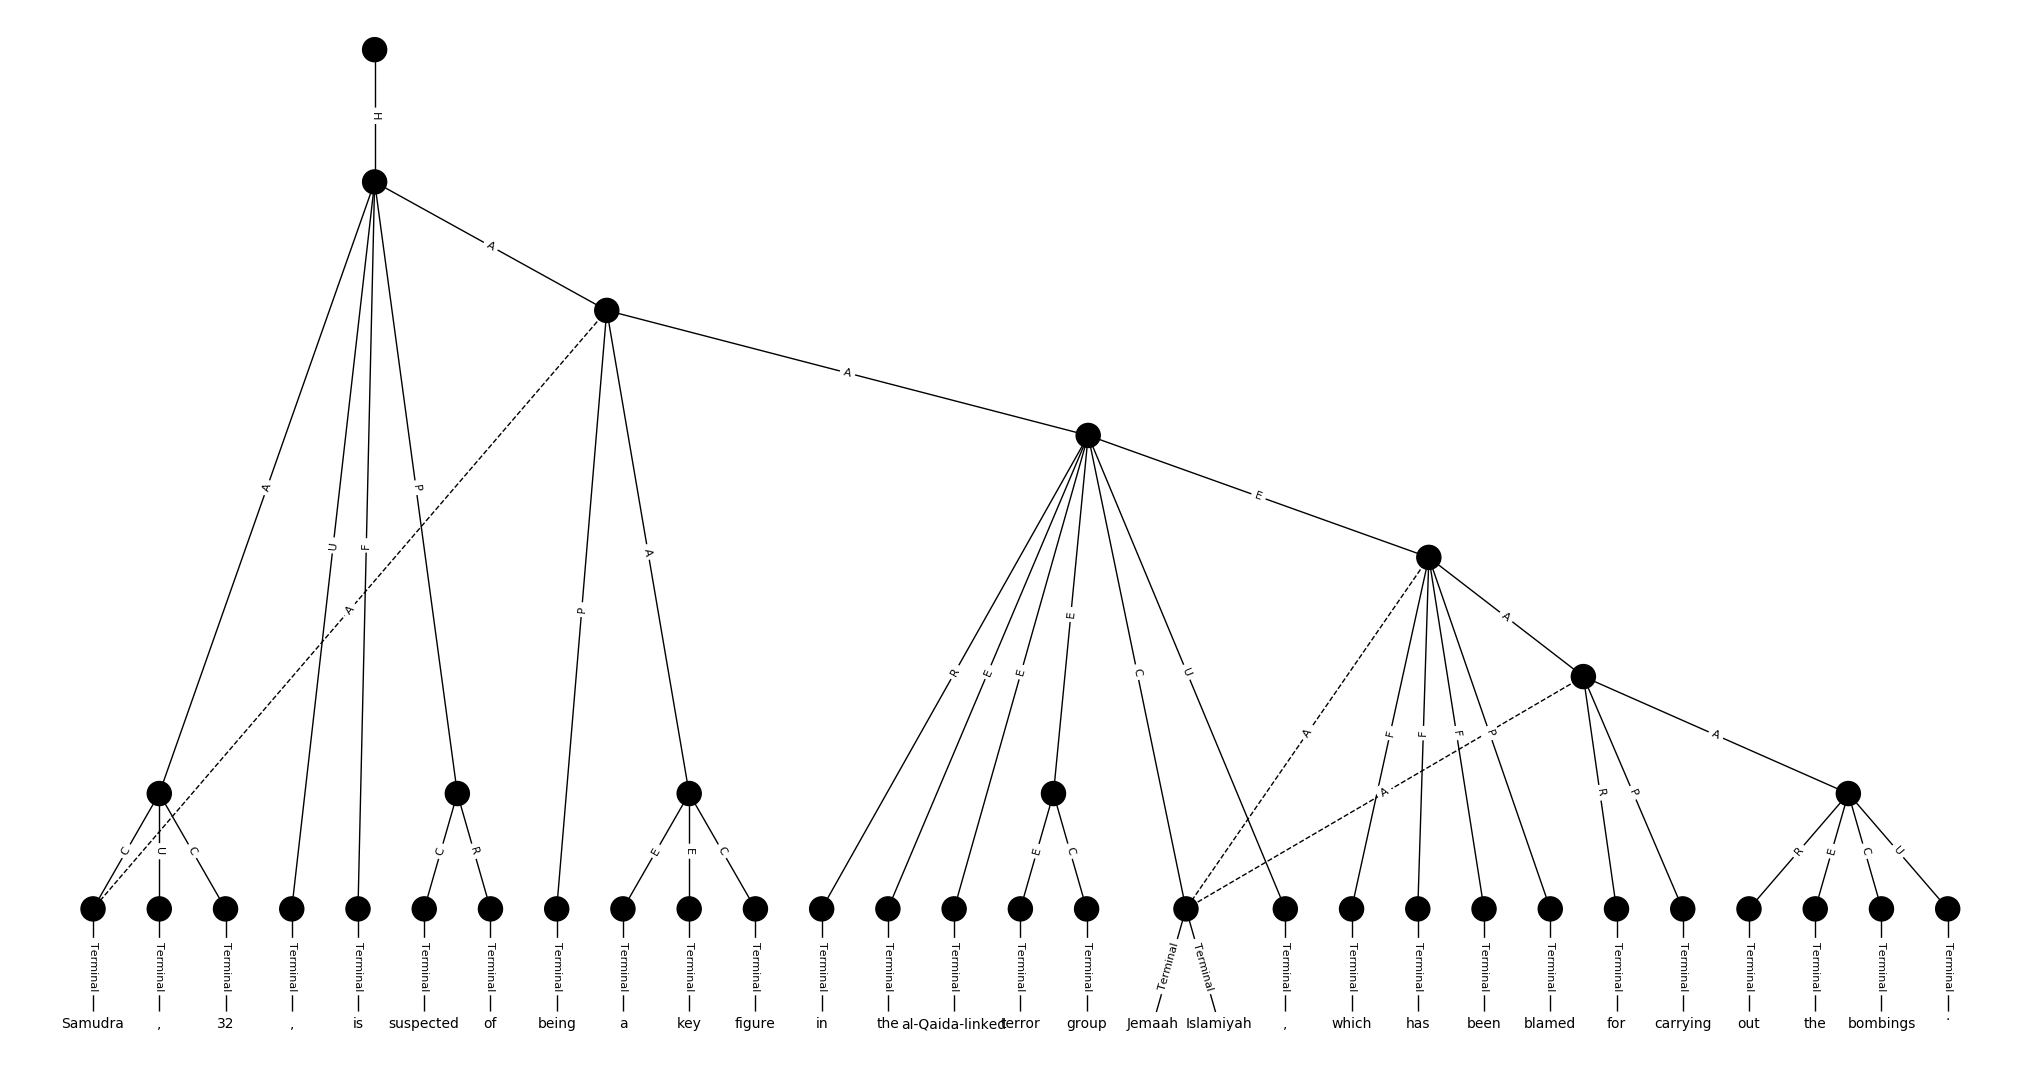 H
A
A
A
U
F
P
A
E
A
P
A
R
E
E
E
C
U
A
A
F
F
F
P
A
R
P
A
C
U
C
C
R
E
E
C
E
C
R
E
C
U
Terminal Terminal Terminal Terminal Terminal Terminal Terminal Terminal Terminal Terminal Terminal Terminal Terminal Terminal Terminal Terminal Terminal Terminal Terminal Terminal Terminal Terminal Terminal Terminal Terminal Terminal Terminal Terminal Terminal
Samudra , 32 , is suspected of being a key figure in the al-Qaida-linked terror group Jemaah Islamiyah , which has been blamed for carrying out the bombings .